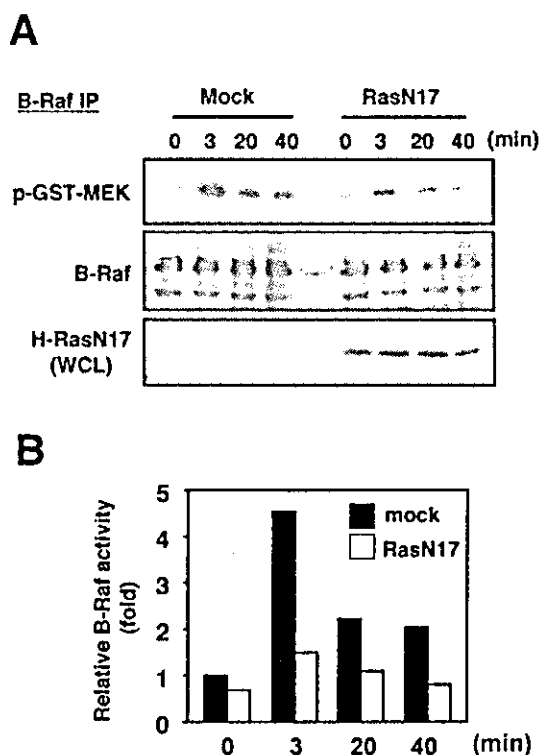 A
B-Raf IP Mock RasN17
0 3 20 40 0 3 20 40 (min)
p-GST-MEK
B-Raf
H-RasN17
(WCL)
B
Relative B-Raf activity
(fold)
5
4
3
2
1
0
mock
RasN17
0 3 20 40 (min)